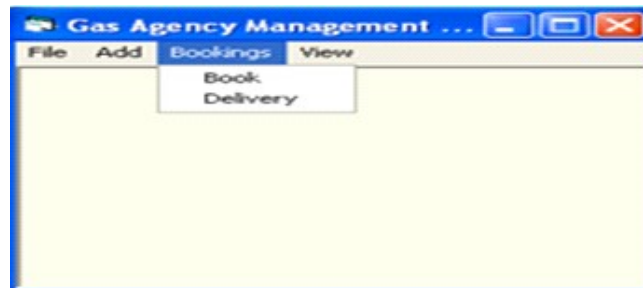 Gas Agency Management ...
File Add Bookings View
Book
Delivery